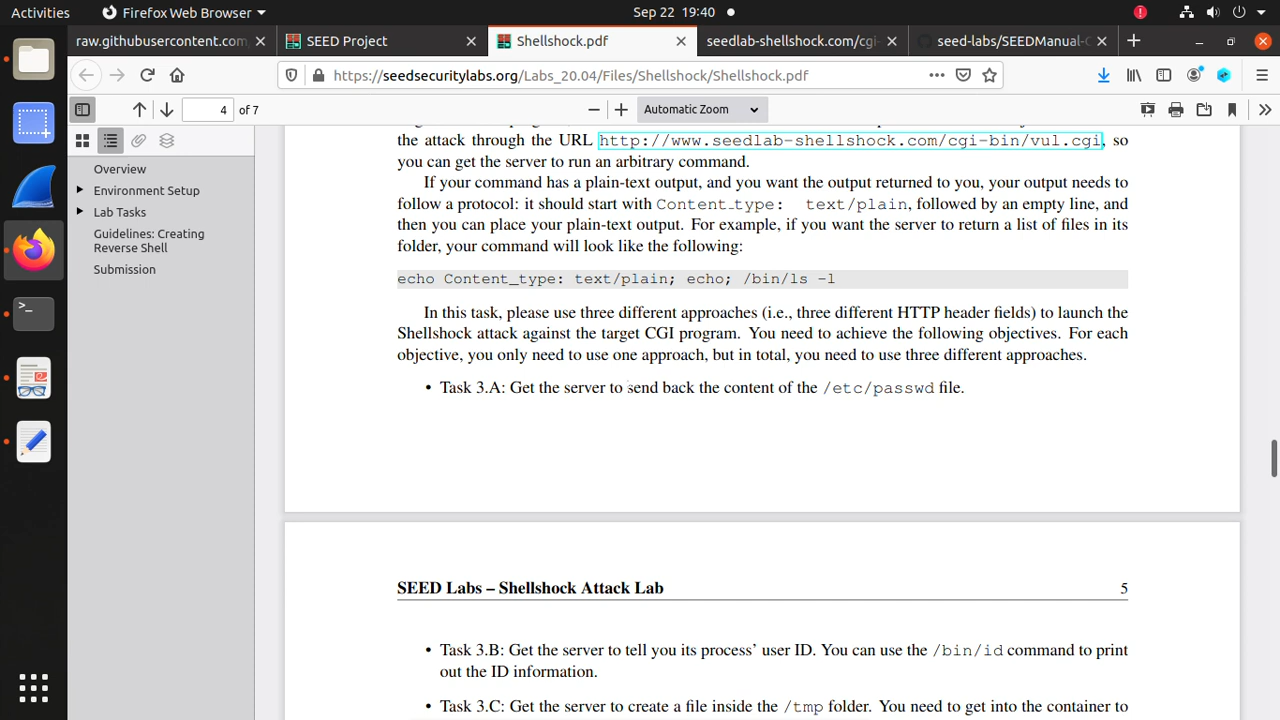 Activities
Firefox Web Browser
Sep 22 19:40
raw.githubusercontent.com
SEED Project
Shellshock.pdf
seedlab-shellshock.com/cgi
seed-labs/SEEDManual-C
https://seedsecuritylabs.org/Labs_20.04/Files/Shellshock/Shellshock.pdf
4 of 7
Automatic Zoom
Overview
Environment Setup
Lab Tasks
Guidelines: Creating
Reverse Shell
Submission
the attack through the URL http://www.seedlab-shellshock.com/cgi-bin/vul.cgi, so
you can get the server to run an arbitrary command.
If your command has a plain-text output, and you want the output returned to you, your output needs to
follow a protocol: it should start with Content_type: text/plain, followed by an empty line, and
then you can place your plain-text output. For example, if you want the server to return a list of files in its
folder, your command will look like the following:
echo Content_type: text/plain; echo; /bin/ls -l
In this task, please use three different approaches (i.e., three different HTTP header fields) to launch the
Shellshock attack against the target CGI program. You need to achieve the following objectives. For each
objective, you only need to use one approach, but in total, you need to use three different approaches.
• Task 3.A: Get the server to send back the content of the /etc/passwd file.
SEED Labs – Shellshock Attack Lab 5
• Task 3.B: Get the server to tell you its process' user ID. You can use the /bin/id command to print
out the ID information.
• Task 3.C: Get the server to create a file inside the /tmp folder. You need to get into the container to